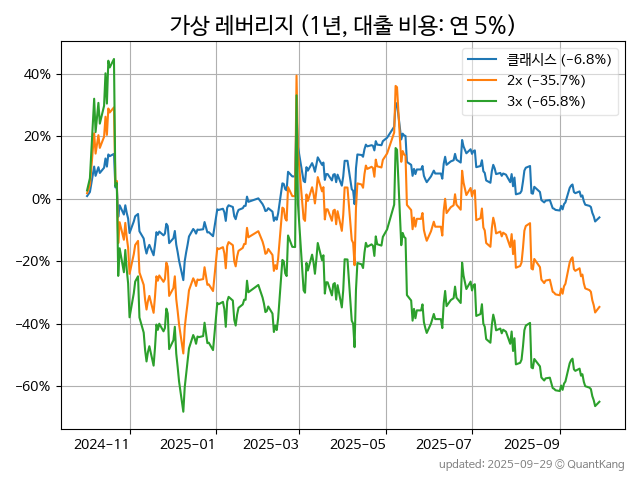 가상 레버리지 (1년, 대출 비용: 연 5%)
클래시스 (−6.8%)
2x (−35.7%)
3x (−65.8%)
40%
20%
0%
−20%
−40%
−60%
2024-11
2025-01
2025-03
2025-05
2025-07
2025-09
updated: 2025-09-29 © QuantKang